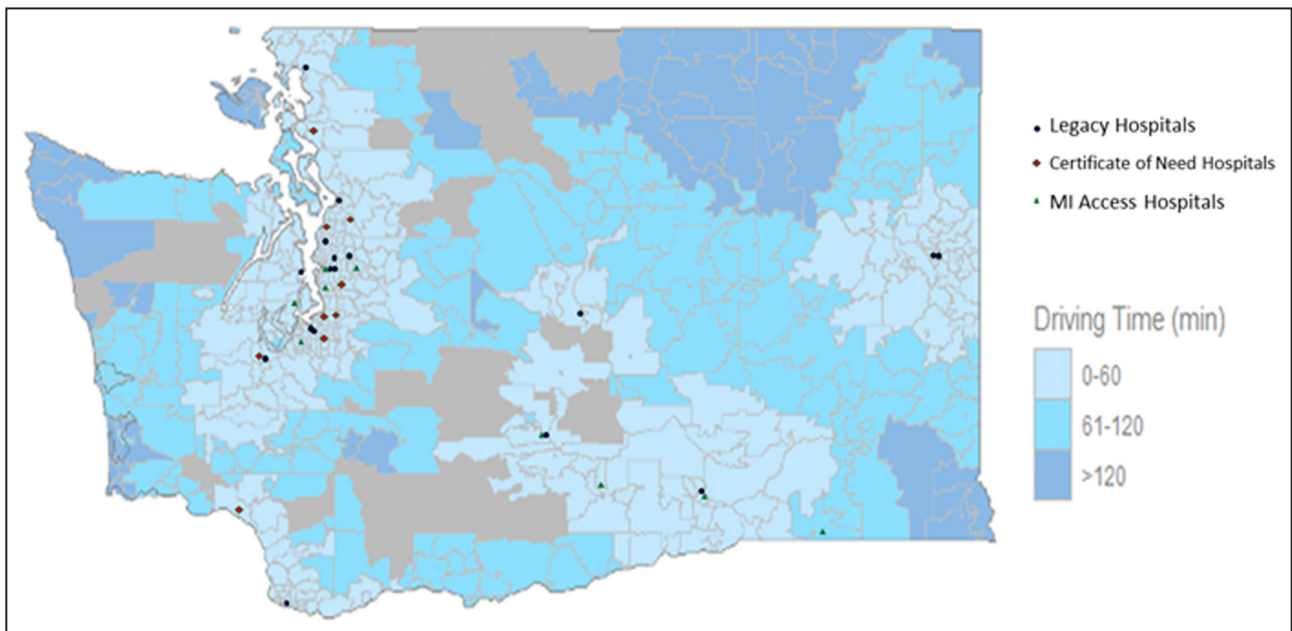 Legacy Hospitals
Certificate of Need Hospitals
MI Access Hospitals
Driving Time (min)
0-60
61-120
>120